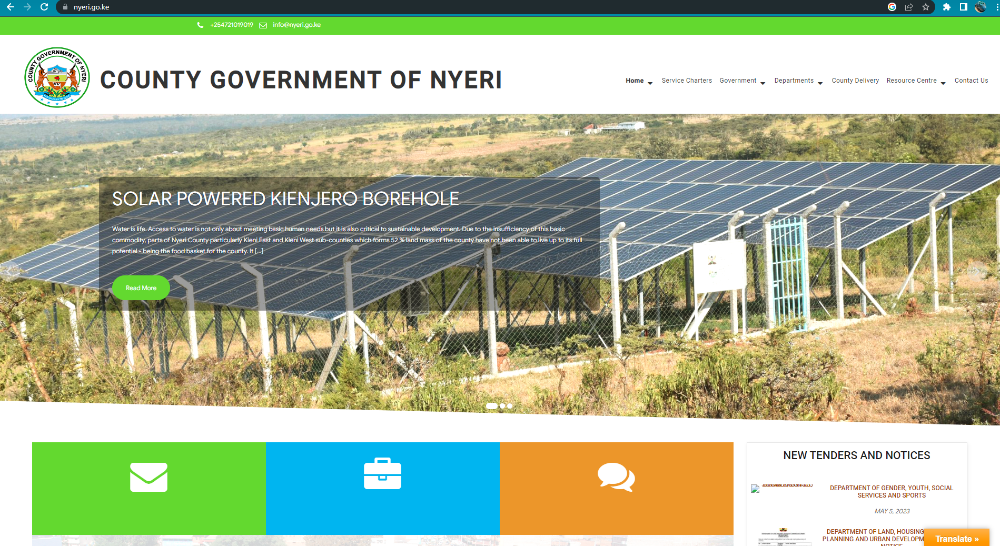 nyeri.go.ke
+254721019019 info@nyeri.go.ke
COUNTY GOVERNMENT OF NYERI
COUNTY GOVERNMENT OF NYERI
Home Service Charters Government Departments County Delivery Resource Centre Contact Us
SOLAR POWERED KIENJERO BOREHOLE
Water is life. Access to water is not only about meeting basic human needs but it is also critical to sustainable development. Due to the insufficiency of this basic
commodity, parts of Nyeri County particularly Kieni East and Kieni West sub-counties which forms 52 % land mass of the county have not been able to live up to its full
potential - being the food basket for the county. It [...]
Read More
NEW TENDERS AND NOTICES
DEPARTMENT OF GENDER, YOUTH, SOCIAL
SERVICES AND SPORTS
MAY 5, 2023
DEPARTMENT OF LAND, HOUSING
PLANNING AND URBAN DEVELOPM
NOTICE
Translate »